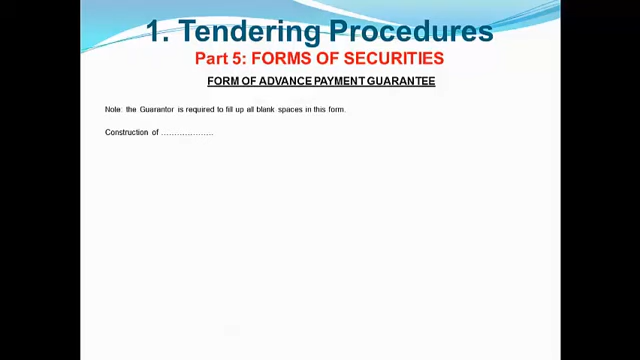 1. Tendering Procedures
Part 5: FORMS OF SECURITIES
FORM OF ADVANCE PAYMENT GUARANTEE
Note: the Guarantor is required to fill up all blank spaces in this form.
Construction of ………………..